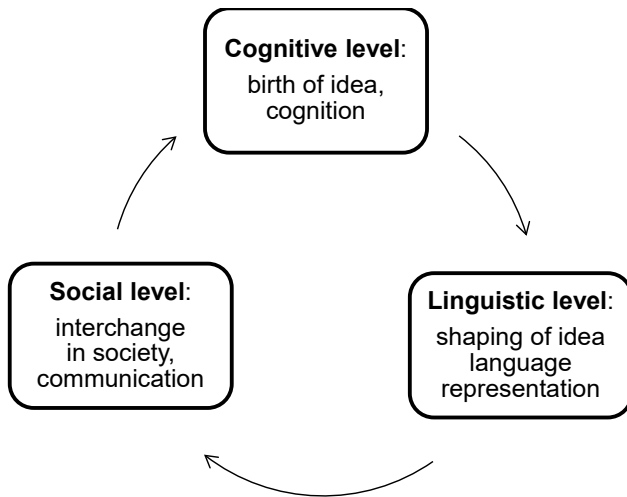 Cognitive level:
birth of idea,
cognition
Social level:
interchange
in society,
communication
Linguistic level:
shaping of idea
language
representation